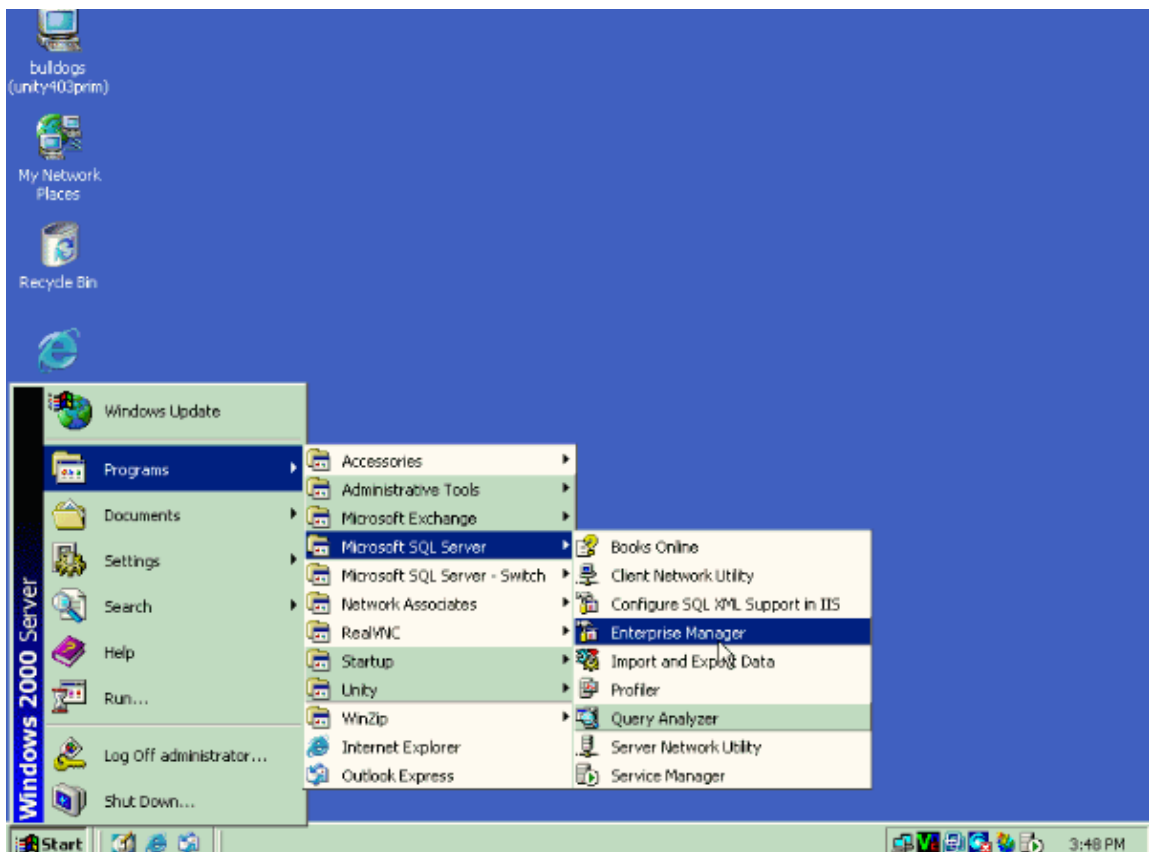 bulldogs
(unity403prim)
My Network
Places
Recycle Bin
Windows Update
Programs
Documents
Settings
Search
Help
Run...
Log Off administrator...
Shut Down...
Windows 2000 Server
Accessories
Administrative Tools
Microsoft Exchange
Microsoft SQL Server
Microsoft SQL Server - Switch
Network Associates
RealVNC
Startup
Unity
WinZip
Internet Explorer
Outlook Express
Books Online
Client Network Utility
Configure SQL XML Support in IIS
Enterprise Manager
Import and Export Data
Profiler
Query Analyzer
Server Network Utility
Service Manager
Start
3:48 PM